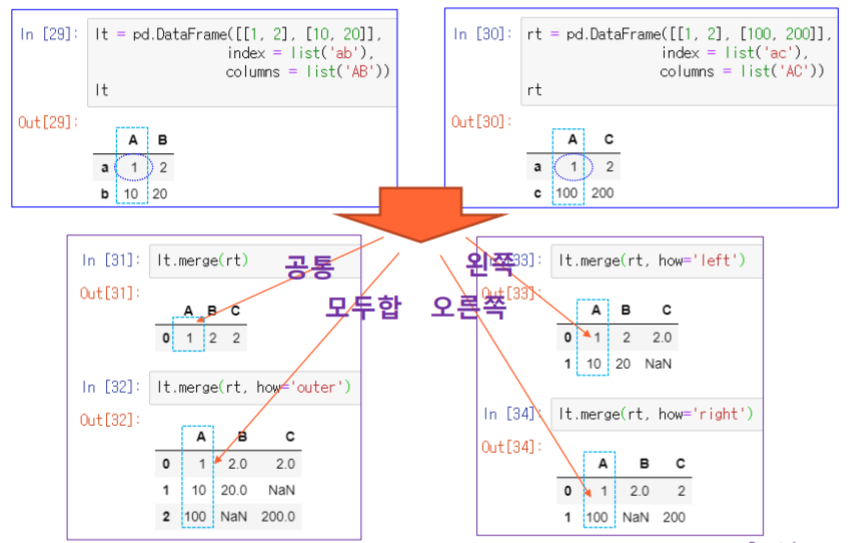 In [29]: lt = pd.DataFrame([[1, 2], [10, 20]],
index = list('ab'),
columns = list('AB'))
lt
Out[29]:
A B
a 1 2
b 10 20
In [30]: rt = pd.DataFrame([[1, 2], [100, 200]],
index = list('ac'),
columns = list('AC'))
rt
Out[30]:
A C
a 1 2
c 100 200
In [31]: lt.merge(rt)
공통
Out[31]:
A B C
0 1 2 2
모두합
In [32]: lt.merge(rt, how='outer')
Out[32]:
A B C
0 1 2.0 2.0
1 10 20.0 NaN
2 100 NaN 200.0
왼쪽
[33]: lt.merge(rt, how='left')
Out[33]:
오른쪽
A B C
0 1 2 2.0
1 10 20 NaN
In [34]: lt.merge(rt, how='right')
Out[34]:
A B C
0 1 2.0 2
1 100 NaN 200